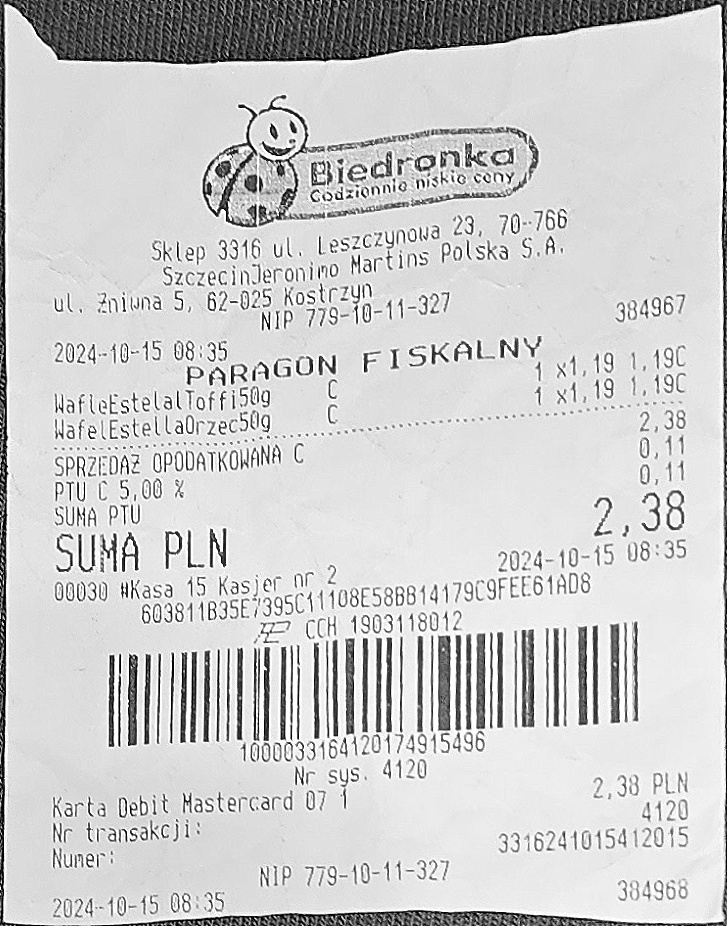 Biedronka
Codziennie niskie ceny
Sklep 3316 ul. Leszczynowa 23, 70-766
SzczecinJeronimo Martins Polska S.A.
ul. Żniwna 5, 62-025 Kostrzyn
NIP 779-10-11-327
384967
2024-10-15 08:35
PARAGON FISKALNY
WafleEstelalToffi50g C 1 x1,19 1,19C
WafelEstellaOrzec50g C 1 x1,19 1,19C
SPRZEDAŻ OPODATKOWANA C 2,38
PTU C 5,00 % 0,11
SUMA PTU 0,11
SUMA PLN 2,38
00030 #Kasa 15 Kasjer nr 2 2024-10-15 08:35
603811B35E7395C11108E58BB14179C9FEE61AD8
CCH 1903118012
1000033164120174915496
Nr sys. 4120
Karta Debit Mastercard 07 1 2,38 PLN
Nr transakcji: 4120
Numer: 3316241015412015
NIP 779-10-11-327
2024-10-15 08:35 384968